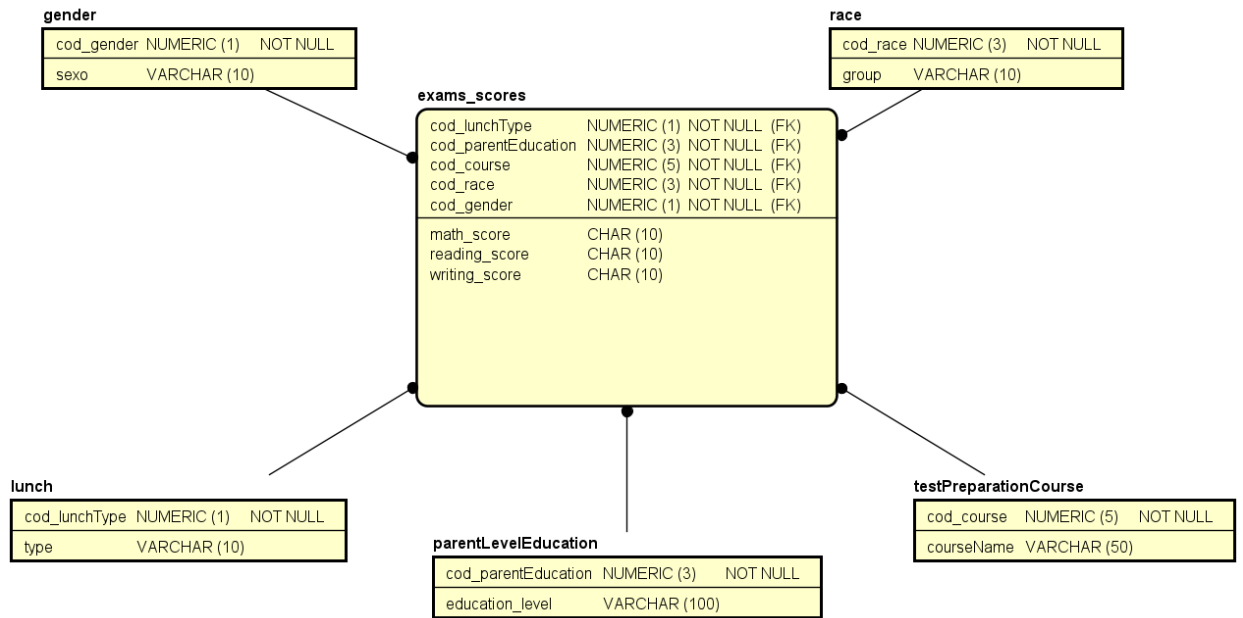 gender
cod_gender NUMERIC (1) NOT NULL
sexo VARCHAR (10)
race
cod_race NUMERIC (3) NOT NULL
group VARCHAR (10)
exams_scores
cod_lunchType NUMERIC (1) NOT NULL (FK)
cod_parentEducation NUMERIC (3) NOT NULL (FK)
cod_course NUMERIC (5) NOT NULL (FK)
cod_race NUMERIC (3) NOT NULL (FK)
cod_gender NUMERIC (1) NOT NULL (FK)
math_score CHAR (10)
reading_score CHAR (10)
writing_score CHAR (10)
lunch
cod_lunchType NUMERIC (1) NOT NULL
type VARCHAR (10)
parentLevelEducation
cod_parentEducation NUMERIC (3) NOT NULL
education_level VARCHAR (100)
testPreparationCourse
cod_course NUMERIC (5) NOT NULL
courseName VARCHAR (50)